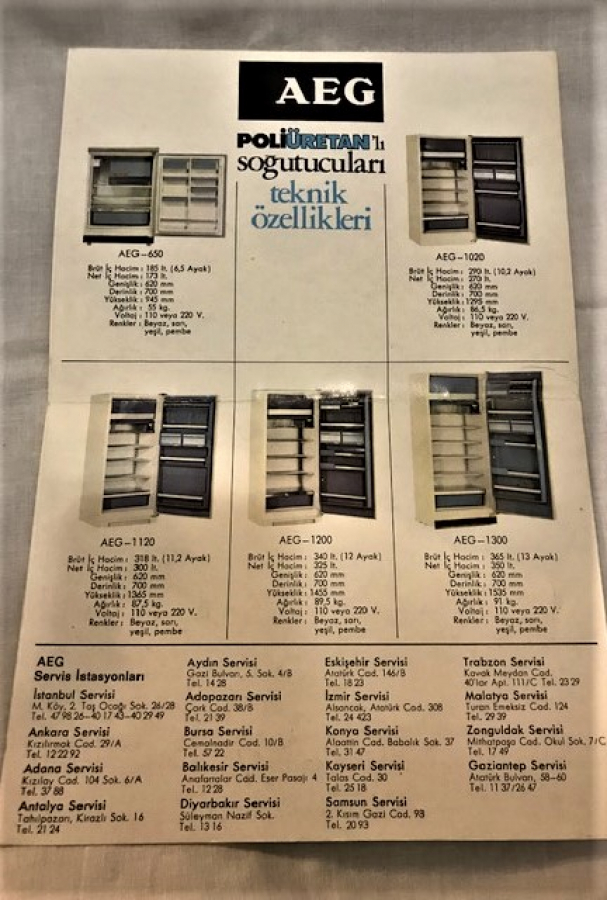 AEG
POLİÜRETAN'lı
soğutucuları
teknik
özellikleri
AEG–650
Brüt İç Hacim: 185 lt. (6,5 Ayak)
Net İç Hacim: 173 lt.
Genişlik: 620 mm
Derinlik: 700 mm
Yükseklik: 945 mm
Ağırlık: 55 kg.
Voltaj: 110 veya 220 V.
Renkler: Beyaz, sarı,
yeşil, pembe
AEG–1020
Brüt İç Hacim: 290 lt. (10,2 Ayak)
Net İç Hacim: 270 lt.
Genişlik: 620 mm
Derinlik: 700 mm
Yükseklik: 1295 mm
Ağırlık: 86,5 kg.
Voltaj: 110 veya 220 V.
Renkler: Beyaz, sarı,
yeşil, pembe
AEG–1120
Brüt İç Hacim: 318 lt. (11,2 Ayak)
Net İç Hacim: 300 lt.
Genişlik: 620 mm
Derinlik: 700 mm
Yükseklik: 1365 mm
Ağırlık: 87,5 kg.
Voltaj: 110 veya 220 V.
Renkler: Beyaz, sarı,
yeşil, pembe
AEG–1200
Brüt İç Hacim: 340 lt. (12 Ayak)
Net İç Hacim: 325 lt.
Genişlik: 620 mm
Derinlik: 700 mm
Yükseklik: 1455 mm
Ağırlık: 89,5 kg.
Voltaj: 110 veya 220 V.
Renkler: Beyaz, sarı,
yeşil, pembe
AEG–1300
Brüt İç Hacim: 365 lt. (13 Ayak)
Net İç Hacim: 350 lt.
Genişlik: 620 mm
Derinlik: 700 mm
Yükseklik: 1535 mm
Ağırlık: 91 kg.
Voltaj: 110 veya 220 V.
Renkler: Beyaz, sarı,
yeşil, pembe
AEG
Servis İstasyonları
İstanbul Servisi
M. Köy, 2. Taş Ocağı Sok. 26/28
Tel. 47 98 26–40 17 43–40 29 49
Ankara Servisi
Kızılırmak Cad. 29/A
Tel. 12 22 92
Adana Servisi
Kızılay Cad. 104 Sok. 6/A
Tel. 37 88
Antalya Servisi
Tahılpazarı, Kirazlı Sok. 16
Tel. 21 24
Aydın Servisi
Gazi Bulvarı, 5. Sok. 4/B
Tel. 14 28
Adapazarı Servisi
Çark Cad. 38/B
Tel. 21 39
Bursa Servisi
Cemalnadir Cad. 10/B
Tel. 57 22
Balıkesir Servisi
Anafartalar Cad. Eser Pasajı 4
Tel. 12 28
Diyarbakır Servisi
Süleyman Nazif Sok.
Tel. 13 16
Eskişehir Servisi
Atatürk Cad. 146/B
Tel. 18 23
İzmir Servisi
Alsancak, Atatürk Cad. 308
Tel. 24 423
Konya Servisi
Alaattin Cad. Babalık Sok. 37
Tel. 31 47
Kayseri Servisi
Talas Cad. 30
Tel. 25 18
Samsun Servisi
2. Kısım Gazi Cad. 98
Tel. 20 93
Trabzon Servisi
Kavak Meydan Cad.
40'lar Apt. 111/C Tel. 23 29
Malatya Servisi
Turan Emeksiz Cad. 124
Tel. 29 39
Zonguldak Servisi
Mithatpaşa Cad. Okul Sok. 7/C
Tel. 17 49
Gaziantep Servisi
Atatürk Bulvarı, 58–60
Tel. 11 37/26 47